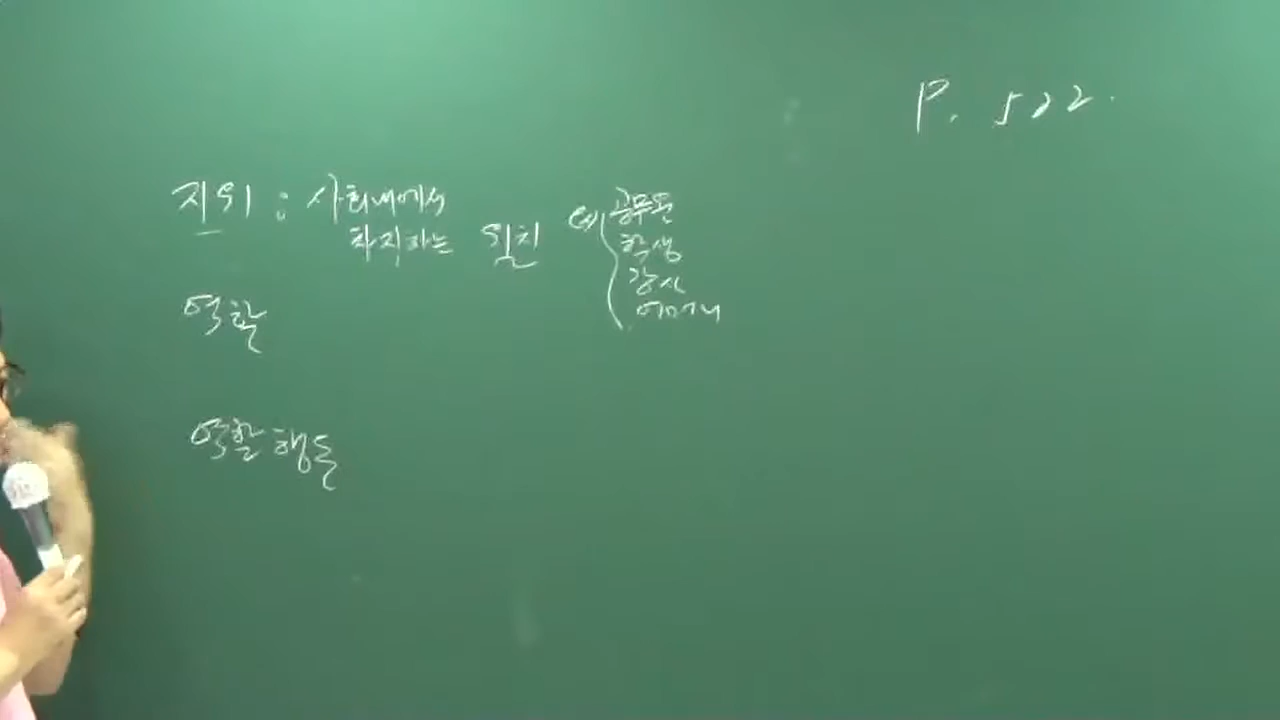 P. 522.
지위 : 사회내에서
차지하는 위치
예) 공무원
학생
강사
어머니
역할
역할행동